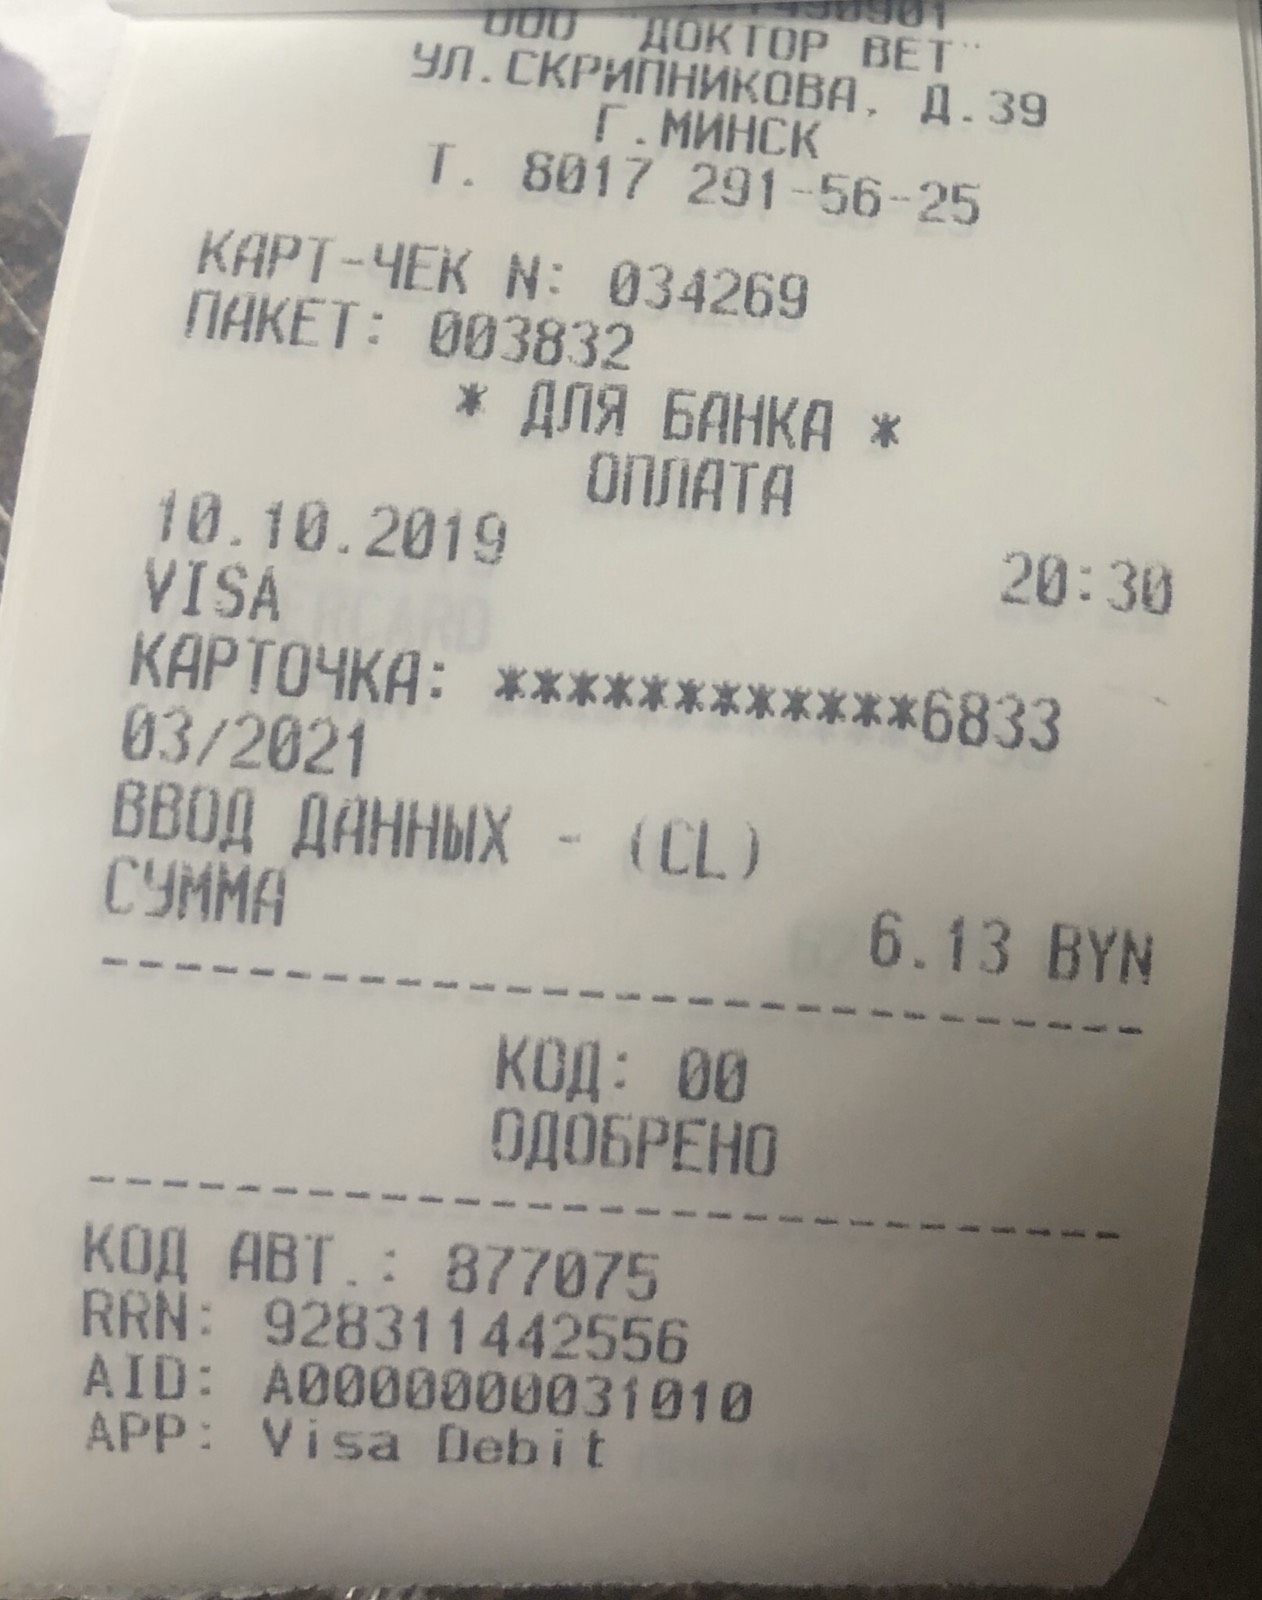 ООО "ДОКТОР ВЕТ"
УЛ.СКРИПНИКОВА, Д.39
Г.МИНСК
Т. 8017 291-56-25
КАРТ-ЧЕК N: 034269
ПАКЕТ: 003832
* ДЛЯ БАНКА *
ОПЛАТА
10.10.2019 20:30
VISA
КАРТОЧКА: ************6833
03/2021
ВВОД ДАННЫХ - (CL)
СУММА 6.13 BYN
--------------------------------
КОД: 00
ОДОБРЕНО
--------------------------------
КОД АВТ.: 877075
RRN: 928311442556
AID: A0000000031010
APP: Visa Debit